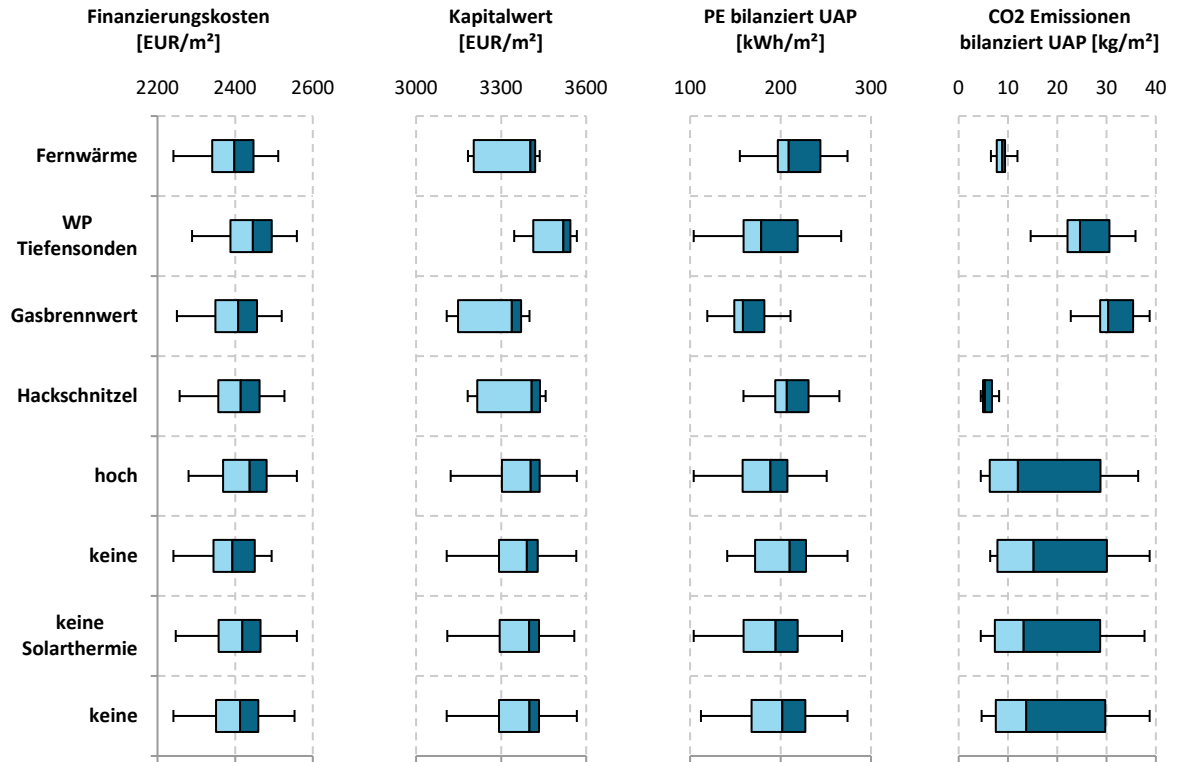 Finanzierungskosten
[EUR/m²]
Kapitalwert
[EUR/m²]
PE bilanziert UAP
[kWh/m²]
CO2 Emissionen
bilanziert UAP [kg/m²]
2200 2400 2600
3000 3300 3600
100 200 300
0 10 20 30 40
Fernwärme
WP
Tiefensonden
Gasbrennwert
Hackschnitzel
hoch
keine
keine
Solarthermie
keine